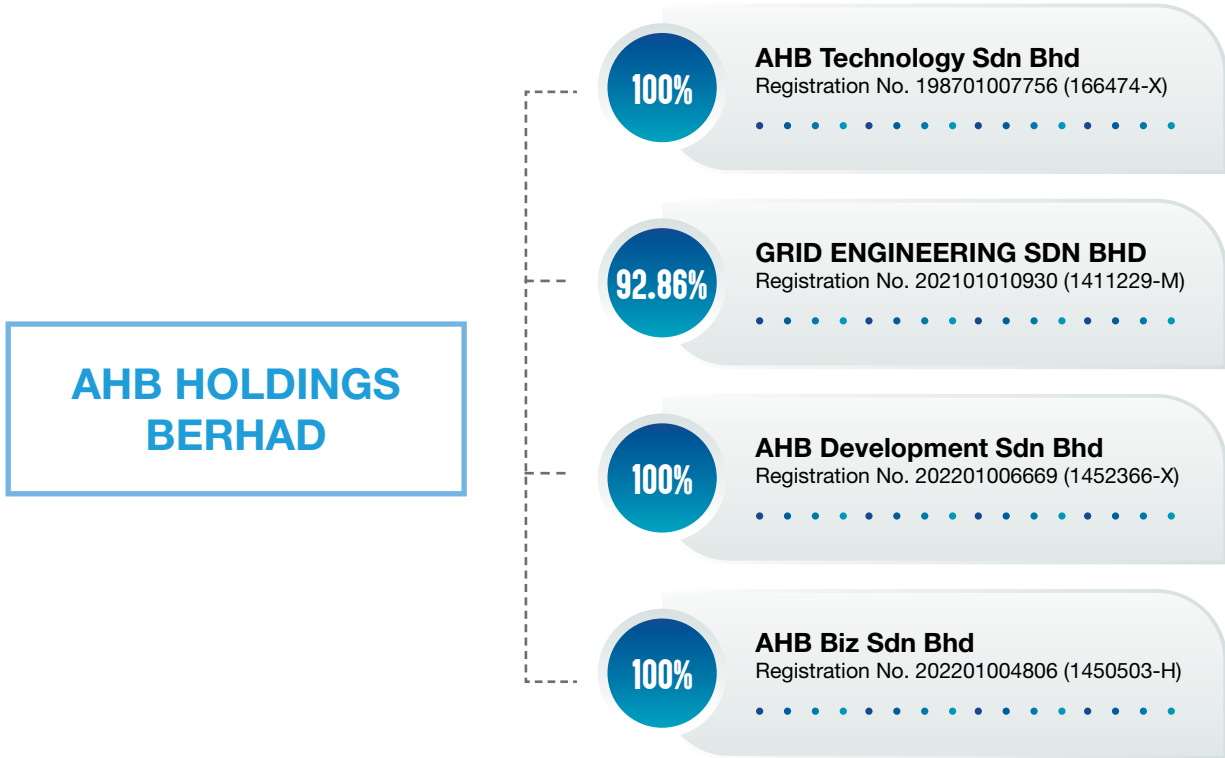 AHB HOLDINGS
BERHAD
100%
AHB Technology Sdn Bhd
Registration No. 198701007756 (166474-X)
92.86%
GRID ENGINEERING SDN BHD
Registration No. 202101010930 (1411229-M)
100%
AHB Development Sdn Bhd
Registration No. 202201006669 (1452366-X)
100%
AHB Biz Sdn Bhd
Registration No. 202201004806 (1450503-H)